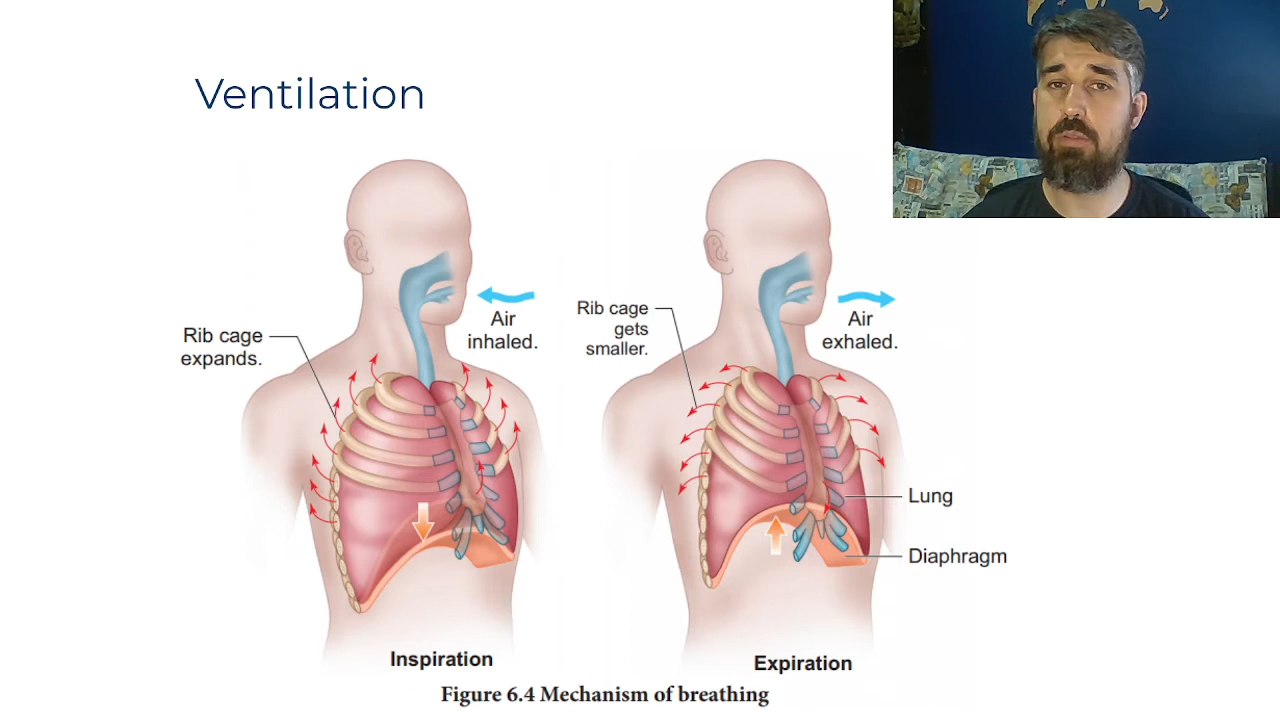 Ventilation
Rib cage
expands.
Air
inhaled.
Rib cage
gets
smaller.
Air
exhaled.
Lung
Diaphragm
Inspiration
Expiration
Figure 6.4 Mechanism of breathing